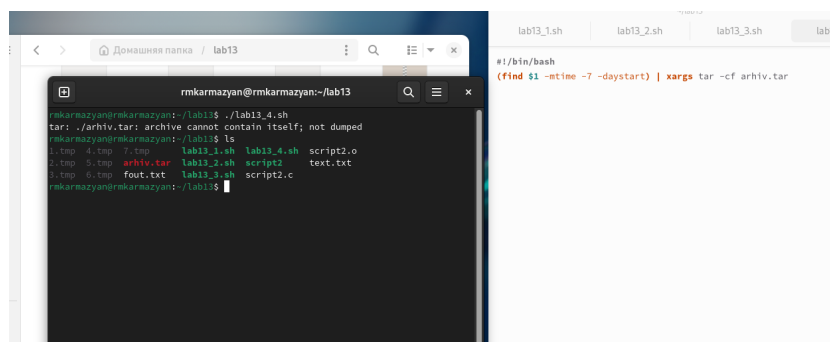 lab13_1.sh lab13_2.sh lab13_3.sh lab
Домашняя папка / lab13
#!/bin/bash
(find $1 -mtime -7 -daystart) | xargs tar -cf arhiv.tar
rmkarmazyan@rmkarmazyan:~/lab13
rmkarmazyan@rmkarmazyan:~/lab13$ ./lab13_4.sh
tar: ./arhiv.tar: archive cannot contain itself; not dumped
rmkarmazyan@rmkarmazyan:~/lab13$ ls
1.tmp 4.tmp 7.tmp lab13_1.sh lab13_4.sh script2.o
2.tmp 5.tmp arhiv.tar lab13_2.sh script2 text.txt
3.tmp 6.tmp fout.txt lab13_3.sh script2.c
rmkarmazyan@rmkarmazyan:~/lab13$